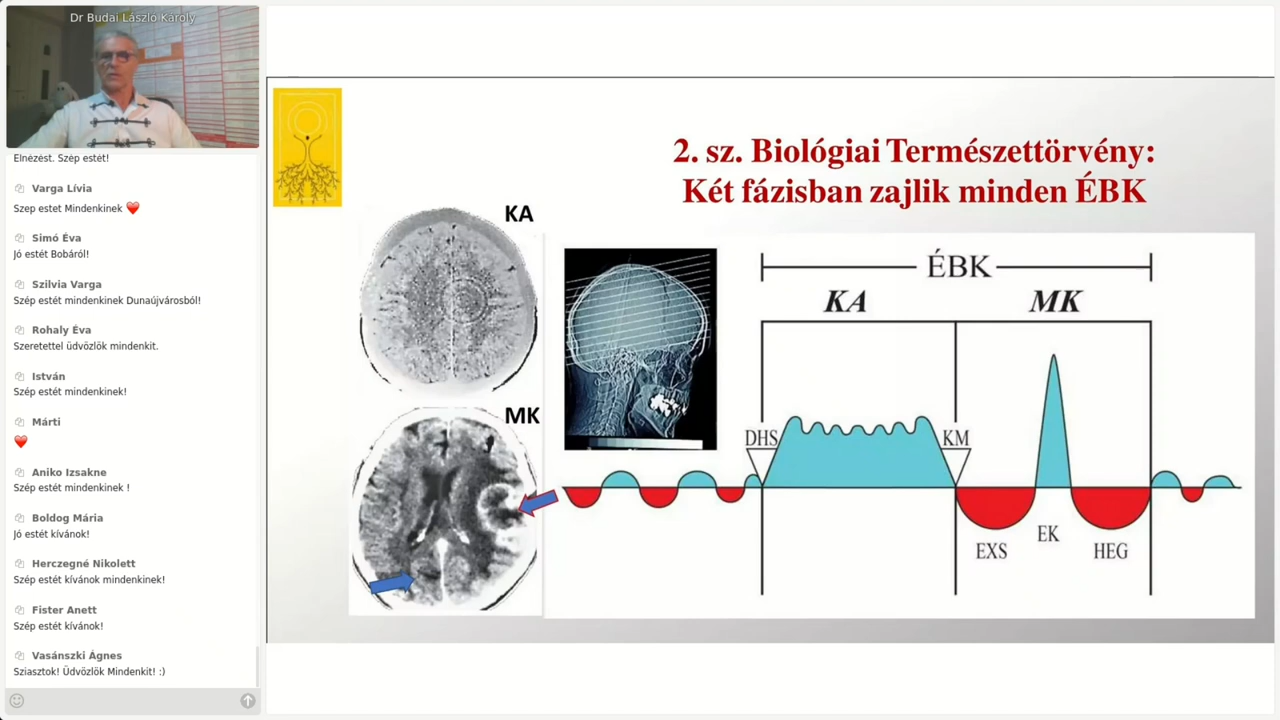 Dr Budai László Károly
Elnézést. Szép estét!
Varga Lívia
Szep estet Mindenkinek
Simó Éva
Jó estét Bobáról!
Szilvia Varga
Szép estét mindenkinek Dunaújvárosból!
Rohaly Éva
Szeretettel üdvözlök mindenkit.
István
Szép estét mindenkinek!
Márti
Aniko Izsakne
Szép estét mindenkinek !
Boldog Mária
Jó estét kívánok!
Herczegné Nikolett
Szép estét kívánok mindenkinek!
Fister Anett
Szép estét kívánok!
Vasánszki Ágnes
Sziasztok! Üdvözlök Mindenkit! :)
2. sz. Biológiai Természettörvény:
Két fázisban zajlik minden ÉBK
KA
MK
ÉBK
KA
MK
DHS
KM
EXS
EK
HEG